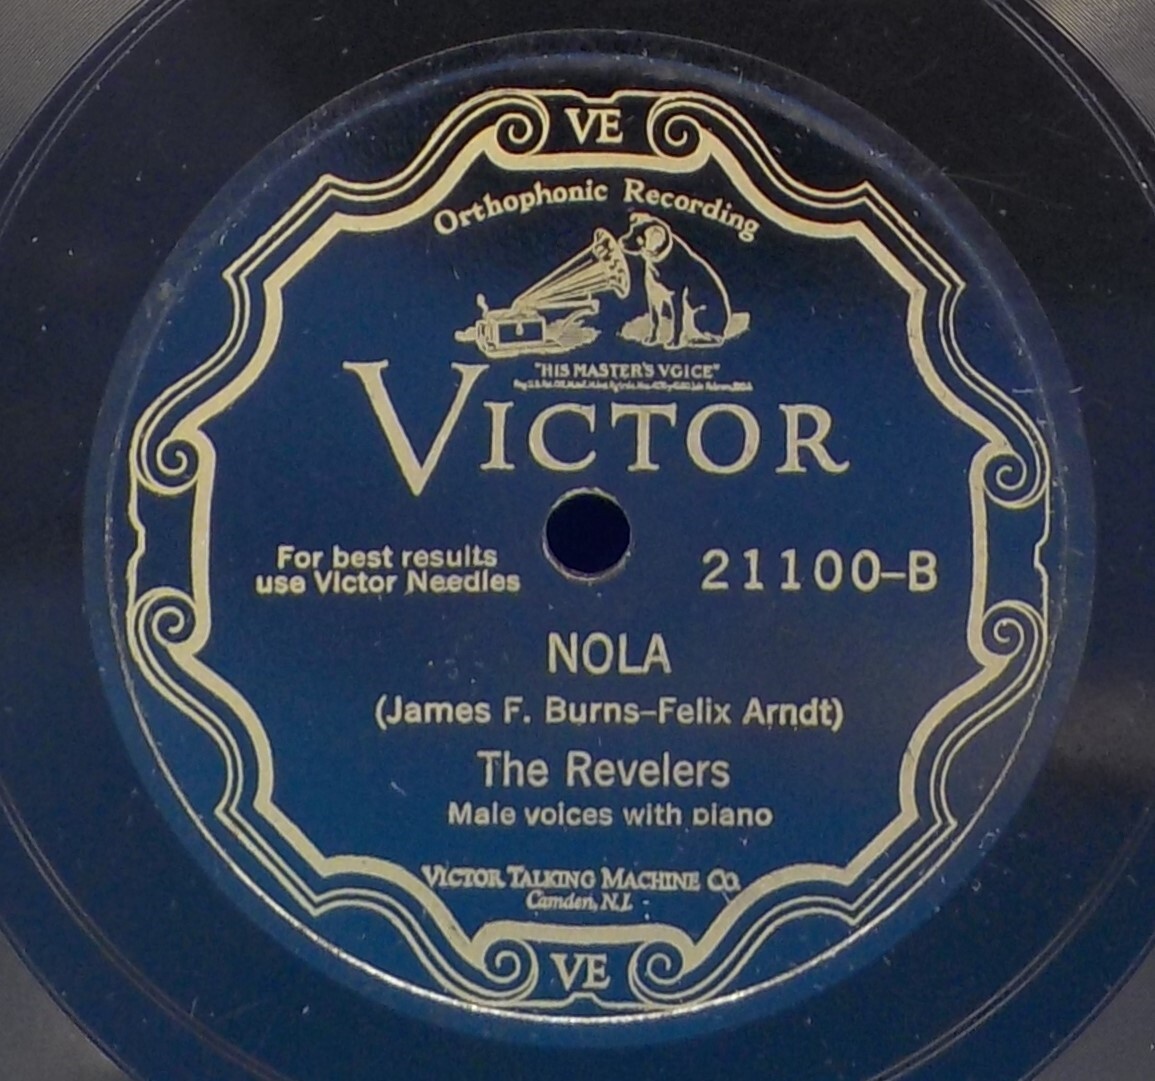 VE
Orthophonic Recording
"HIS MASTER'S VOICE"
VICTOR
For best results
use Victor Needles
21100-B
NOLA
(James F. Burns-Felix Arndt)
The Revelers
Male voices with piano
VICTOR TALKING MACHINE CO.
Camden, N.J.
VE